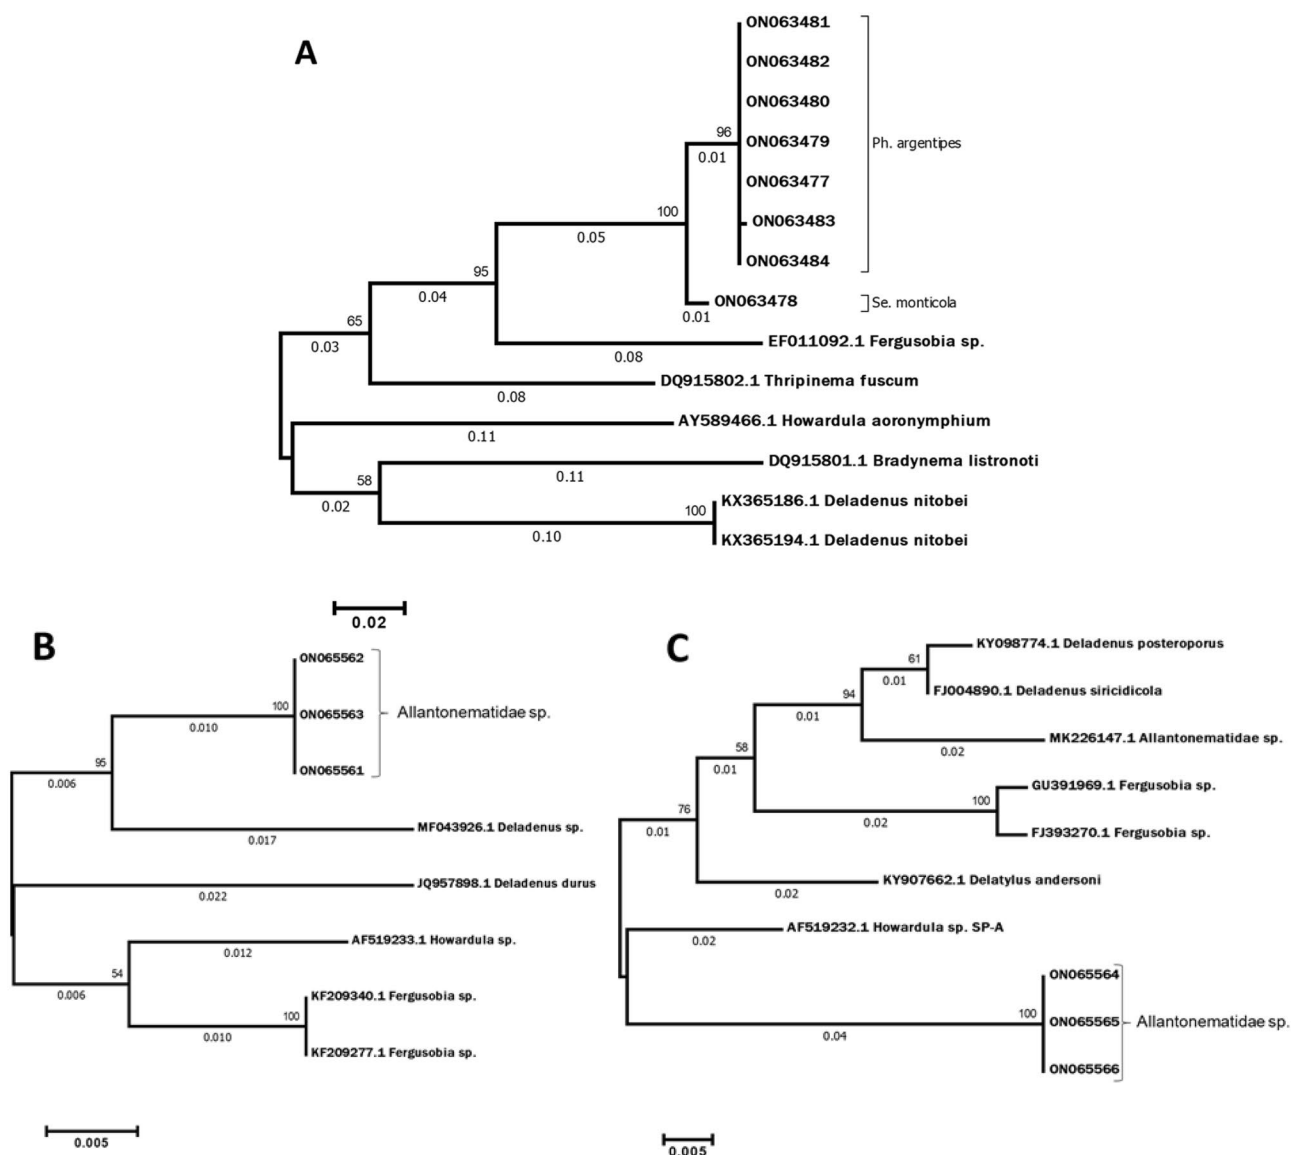 A
ON063481
ON063482
ON063480
96
ON063479
Ph. argentipes
0.01
ON063477
100
ON063483
0.05
ON063484
95
0.04
ON063478
Se. monticola
0.01
65
0.03
EF011092.1 Fergusobia sp.
0.08
DQ915802.1 Thripinema fuscum
0.08
AY589466.1 Howardula aoronymphium
0.11
DQ915801.1 Bradynema listronoti
0.11
58
0.02
KX365186.1 Deladenus nitobei
100
0.10
KX365194.1 Deladenus nitobei
0.02
B
ON065562
100
ON065563
Allantonematidae sp.
0.010
ON065561
95
0.006
MF043926.1 Deladenus sp.
0.017
JQ957898.1 Deladenus durus
0.022
AF519233.1 Howardula sp.
0.012
54
0.006
KF209340.1 Fergusobia sp.
100
0.010
KF209277.1 Fergusobia sp.
0.005
C
KY098774.1 Deladenus posteroporus
61
0.01
FJ004890.1 Deladenus siricidicola
94
0.01
MK226147.1 Allantonematidae sp.
0.02
58
0.01
GU391969.1 Fergusobia sp.
100
0.02
FJ393270.1 Fergusobia sp.
76
0.01
KY907662.1 Delatylus andersoni
0.02
AF519232.1 Howardula sp. SP-A
0.02
ON065564
100
ON065565
Allantonematidae sp.
0.04
ON065566
0.005